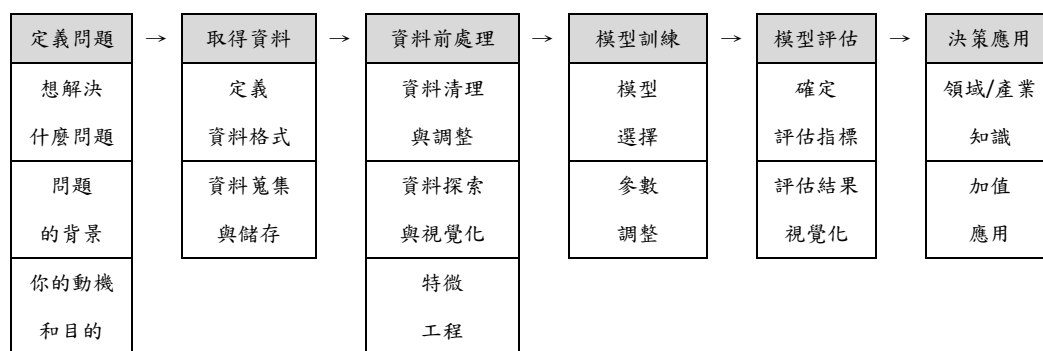 定義問題 → 取得資料 → 資料前處理 → 模型訓練 → 模型評估 → 決策應用
想解決
什麼問題
問題
的背景
你的動機
和目的
定義
資料格式
資料蒐集
與儲存
資料清理
與調整
資料探索
與視覺化
特微
工程
模型
選擇
參數
調整
確定
評估指標
評估結果
視覺化
領域/產業
知識
加值
應用